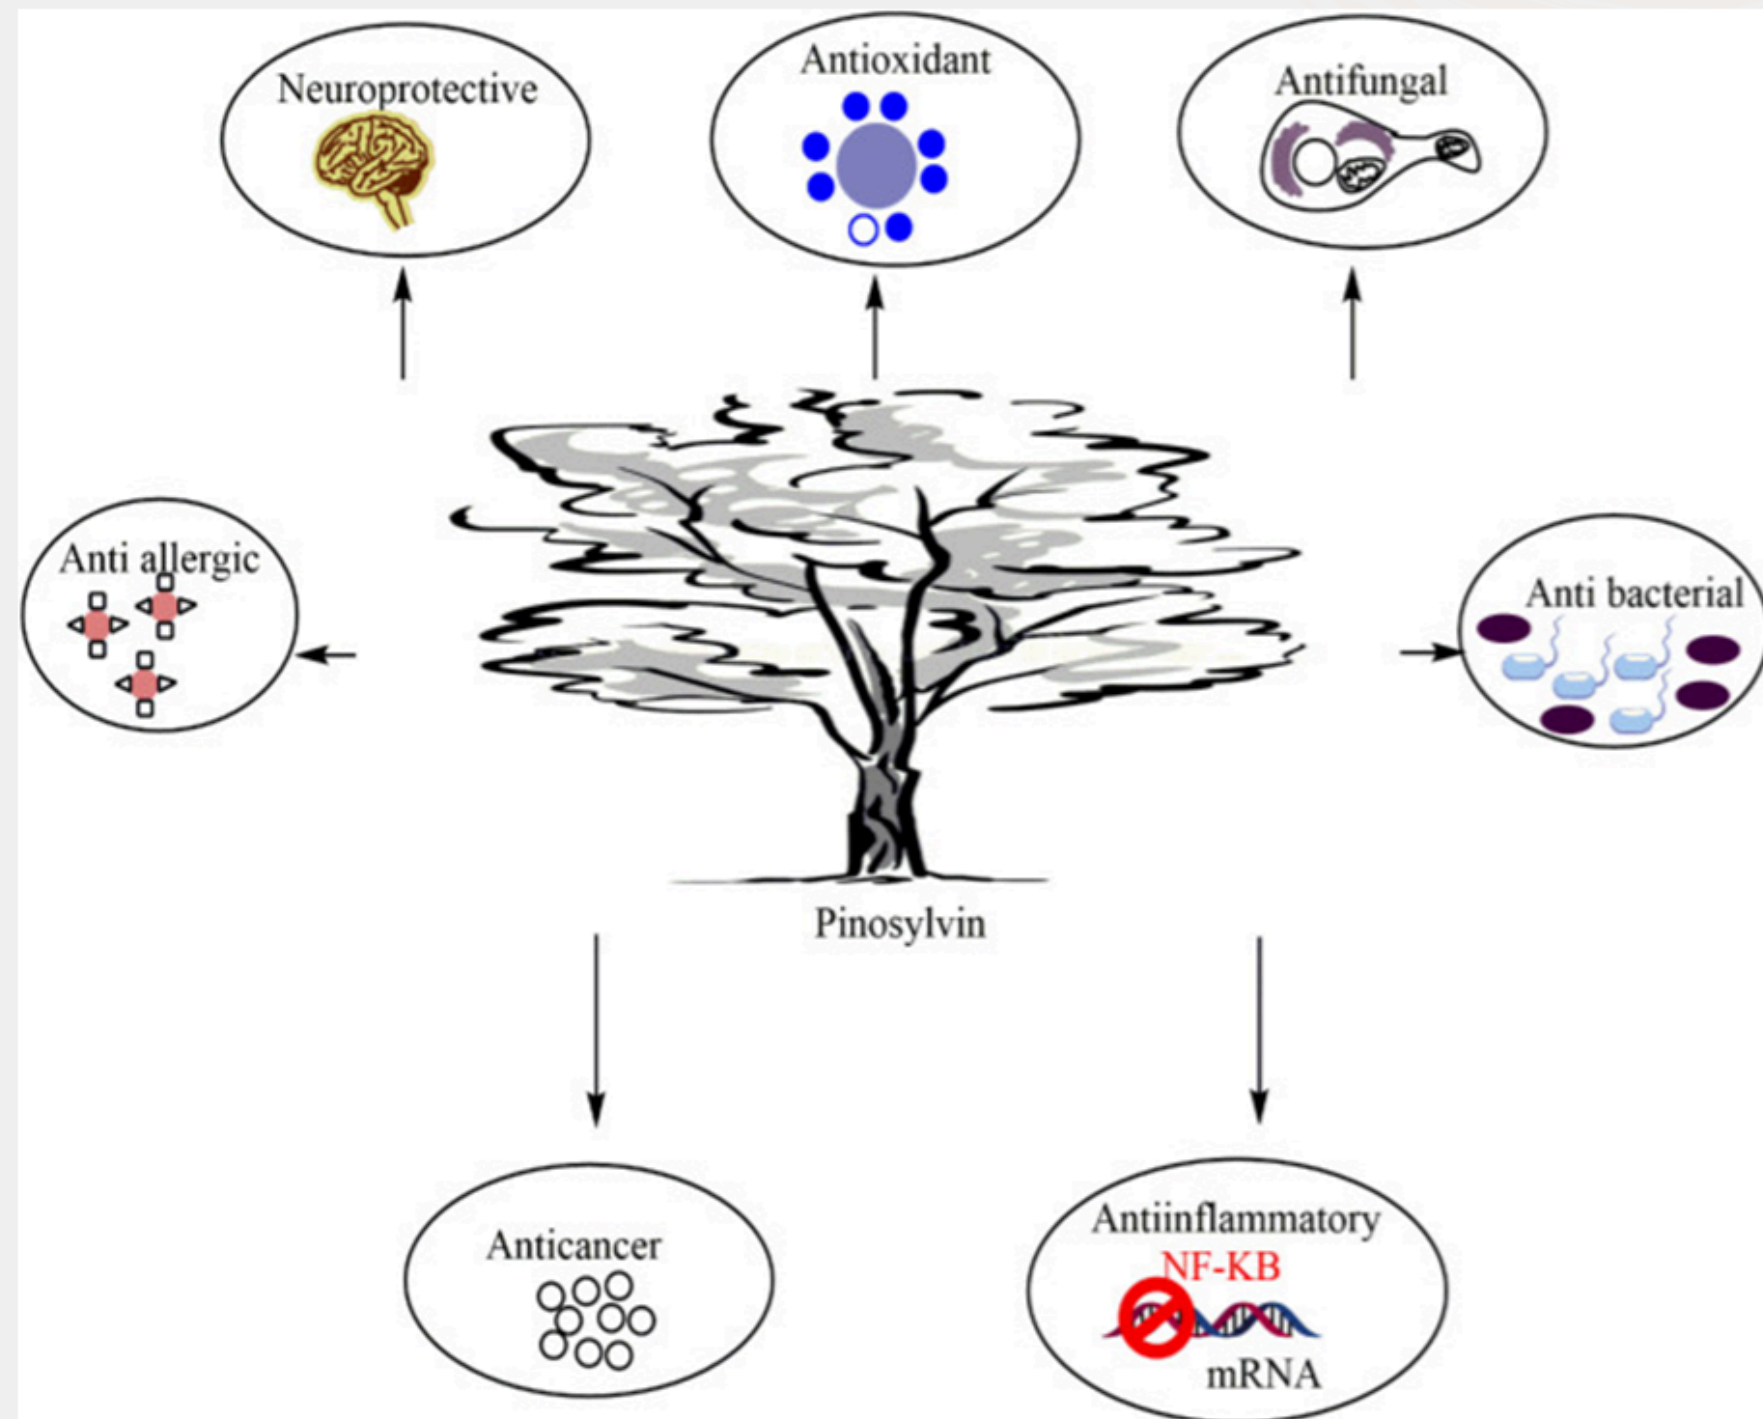 Neuroprotective
Antioxidant
Antifungal
Anti allergic
Anti bacterial
Pinosylvin
Anticancer
Antiinflammatory
NF-KB
mRNA